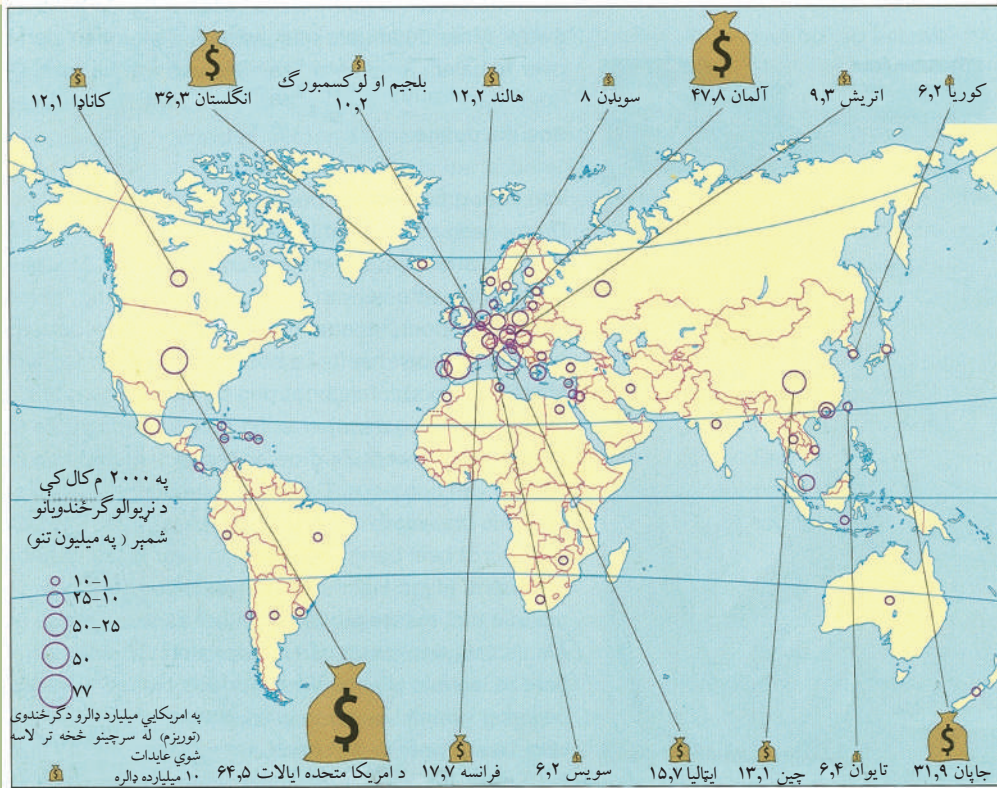 کوریا ۶,۲
اتریش ۹,۳
آلمان ۴۷,۸
سویډن ۸
هالند ۱۲,۲
بلجیم او لوکسمبورګ
۱۰,۲
انگلستان ۳۶,۳
کاناډا ۱۲,۱
په ۲۰۰۰ م کال کې
د نړیوالو ګرځندویانو
شمېر ( په میلیون تنو)
۱۰-۱
۲۵-۱۰
۵۰-۲۵
۵۰
۷۷
په امریکایي میلیارد ډالرو د ګرځندوی
(توریزم) له سرچینو څخه تر لاسه
شوي عایدات
۱۰ میلیارده ډالره
جاپان ۳۱,۹
تایوان ۶,۴
چین ۱۳,۱
ایټالیا ۱۵,۷
سویس ۶,۲
فرانسه ۱۷,۷
د امریکا متحده ایالات ۶۴,۵